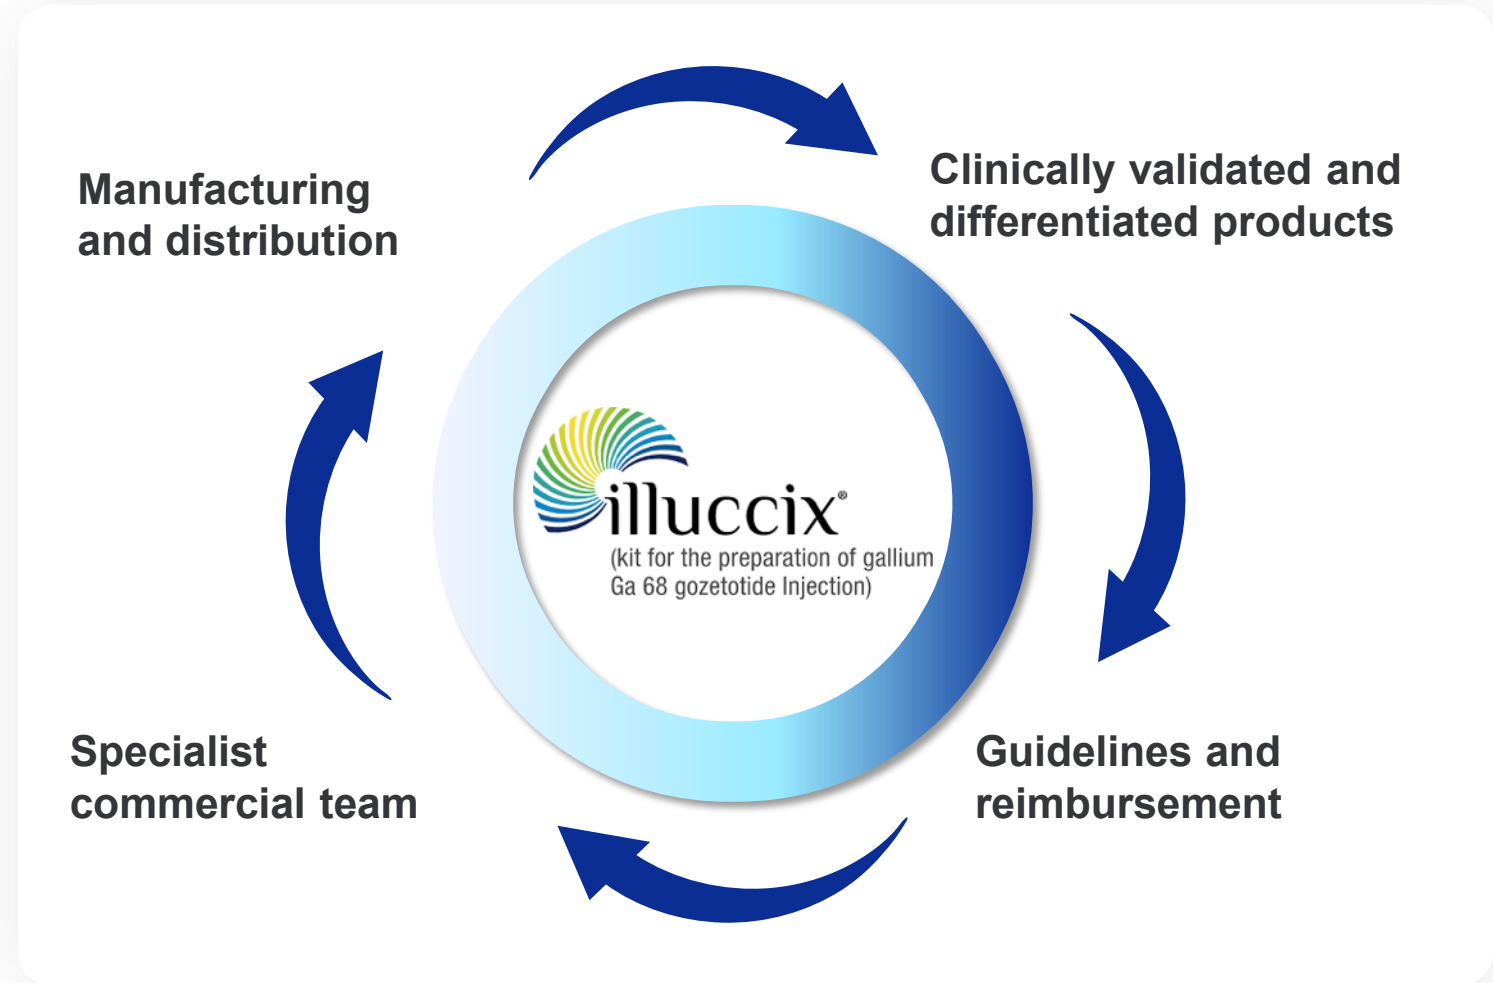 Manufacturing
and distribution
Clinically validated and
differentiated products
illuccix®
(kit for the preparation of gallium
Ga 68 gozetotide Injection)
Specialist
commercial team
Guidelines and
reimbursement